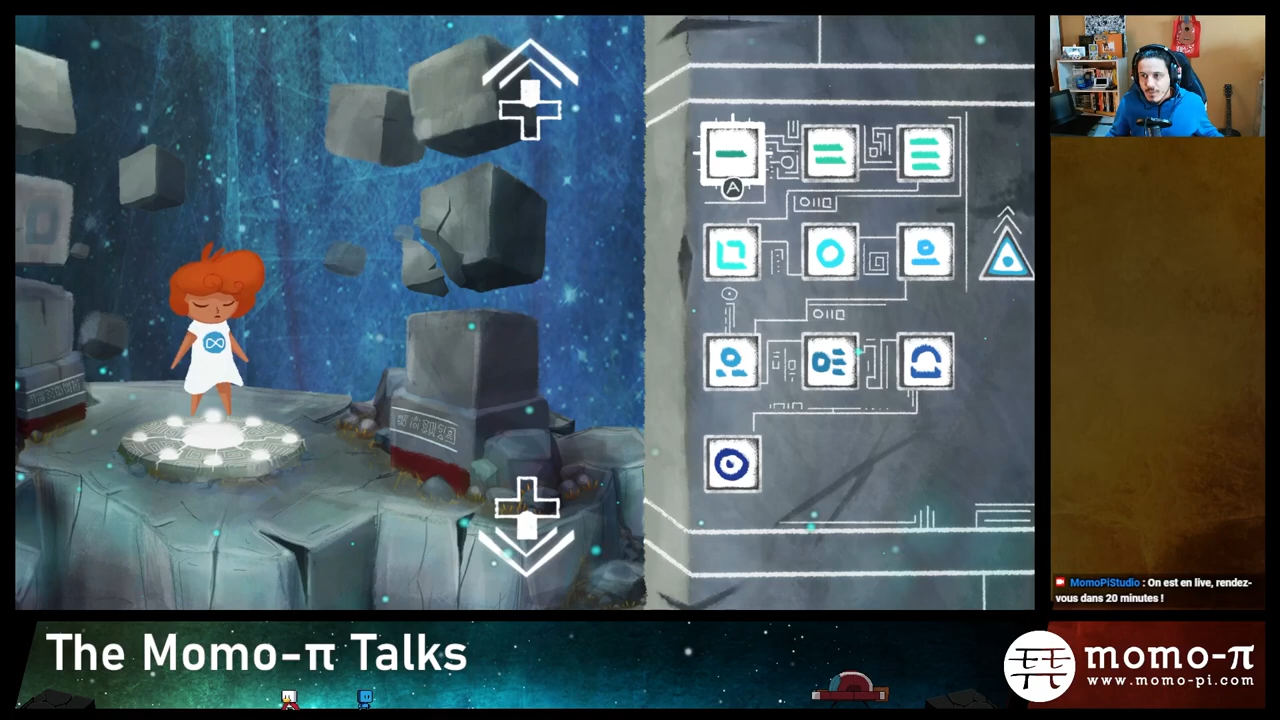 A
MomoPiStudio : On est en live, rendez-
vous dans 20 minutes !
The Momo-π Talks
momo-π
www.momo-pi.com